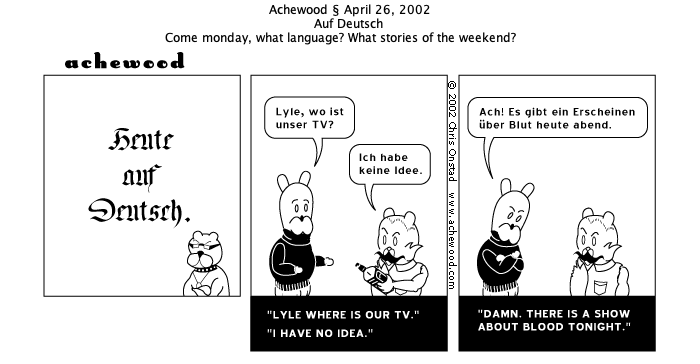 Achewood § April 26, 2002
Auf Deutsch
Come monday, what language? What stories of the weekend?
achewood
Heute
auf
Deutsch.
Lyle, wo ist
unser TV?
Ich habe
keine Idee.
"LYLE WHERE IS OUR TV."
"I HAVE NO IDEA."
© 2002 Chris Onstad www.achewood.com
Ach! Es gibt ein Erscheinen
über Blut heute abend.
"DAMN. THERE IS A SHOW
ABOUT BLOOD TONIGHT."